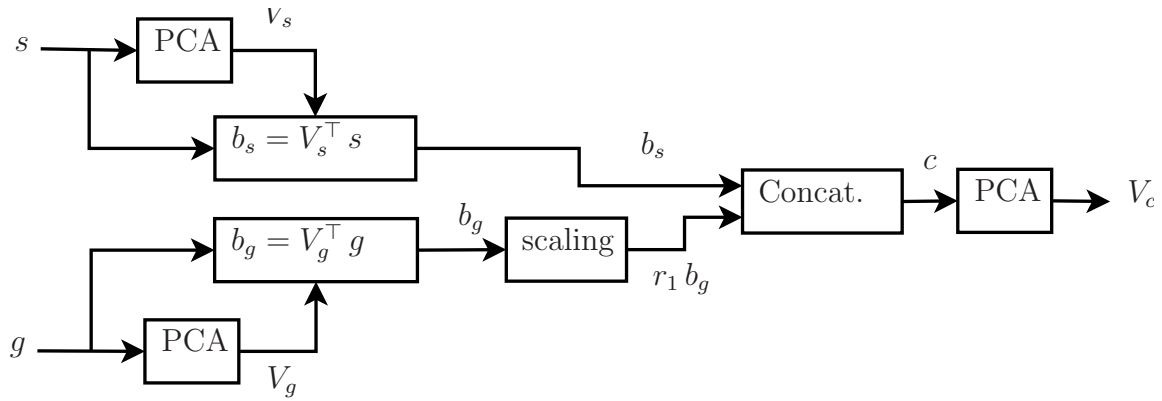 s
PCA
V_s
b_s = V_s^⊤ s
b_s
Concat.
c
PCA
V_c
b_g = V_g^⊤ g
b_g
scaling
r_1 b_g
g
PCA
V_g